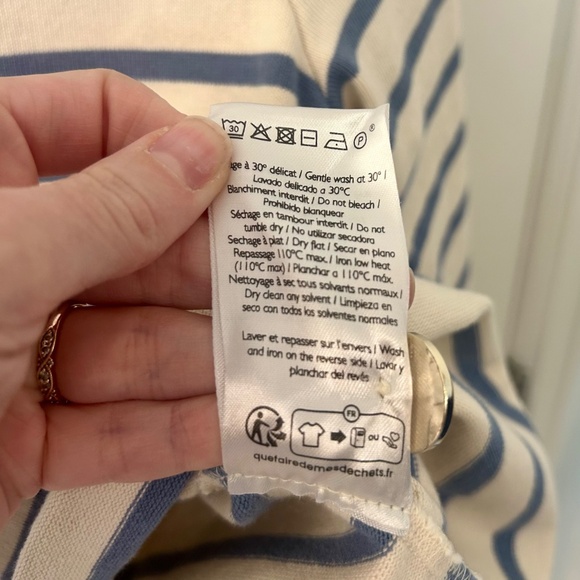 30 P ®
ge à 30° délicat / Gentle wash at 30° /
Lavado delicado a 30°C
Blanchiment interdit / Do not bleach /
Prohibido blanquear
Séchage en tambour interdit / Do not
tumble dry / No utilizar secadora
Sechage à plat / Dry flat / Secar en plano
Repassage 110°C max. / Iron low heat
(110°C max) / Planchar a 110°C máx.
Nettoyage à sec tous solvants normaux /
Dry clean any solvent / Limpieza en
seco con todos los solventes normales
Laver et repasser sur l'envers / Wash
and iron on the reverse side / Lavar y
planchar del revés
FR
OU
quefairedemesdechets.fr